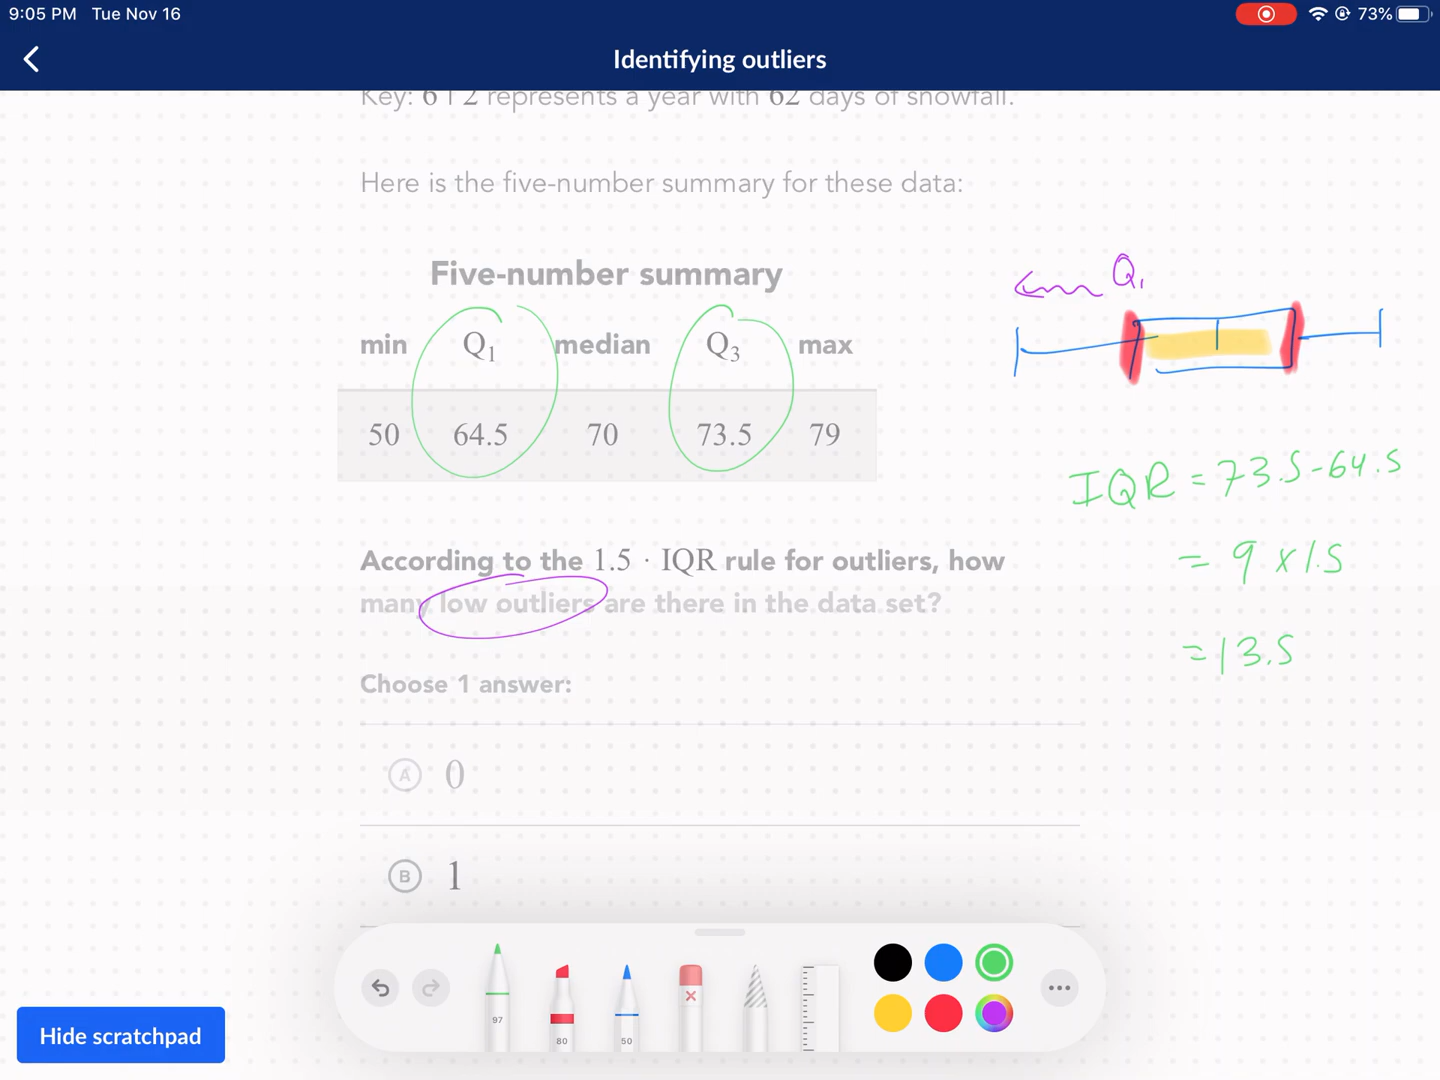 9:05 PM Tue Nov 16
73%
Identifying outliers
Key: 6 | 2 represents a year with 62 days of snowfall.
Here is the five-number summary for these data:
Five-number summary
min Q1 median Q3 max
50 64.5 70 73.5 79
Q1
IQR = 73.5 - 64.5
= 9 x 1.5
= 13.5
According to the 1.5 · IQR rule for outliers, how
many low outliers are there in the data set?
Choose 1 answer:
A 0
B 1
97 80 50
Hide scratchpad